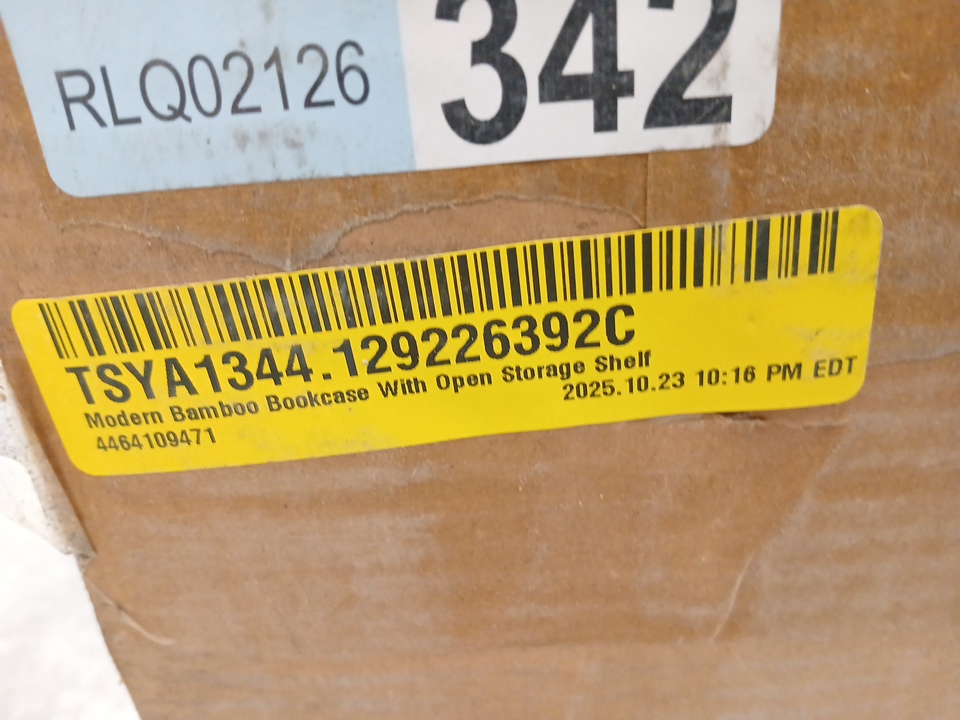 RLQ02126
342
TSYA1344.129226392C
Modern Bamboo Bookcase With Open Storage Shelf
2025.10.23 10:16 PM EDT
4464109471